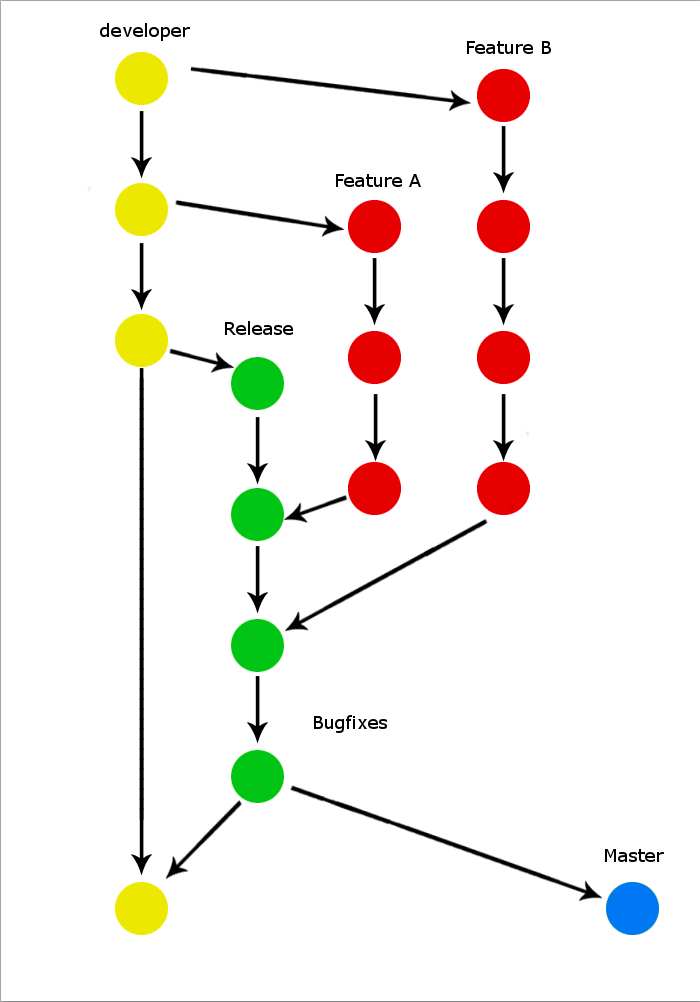 developer
Feature B
Feature A
Release
Bugfixes
Master